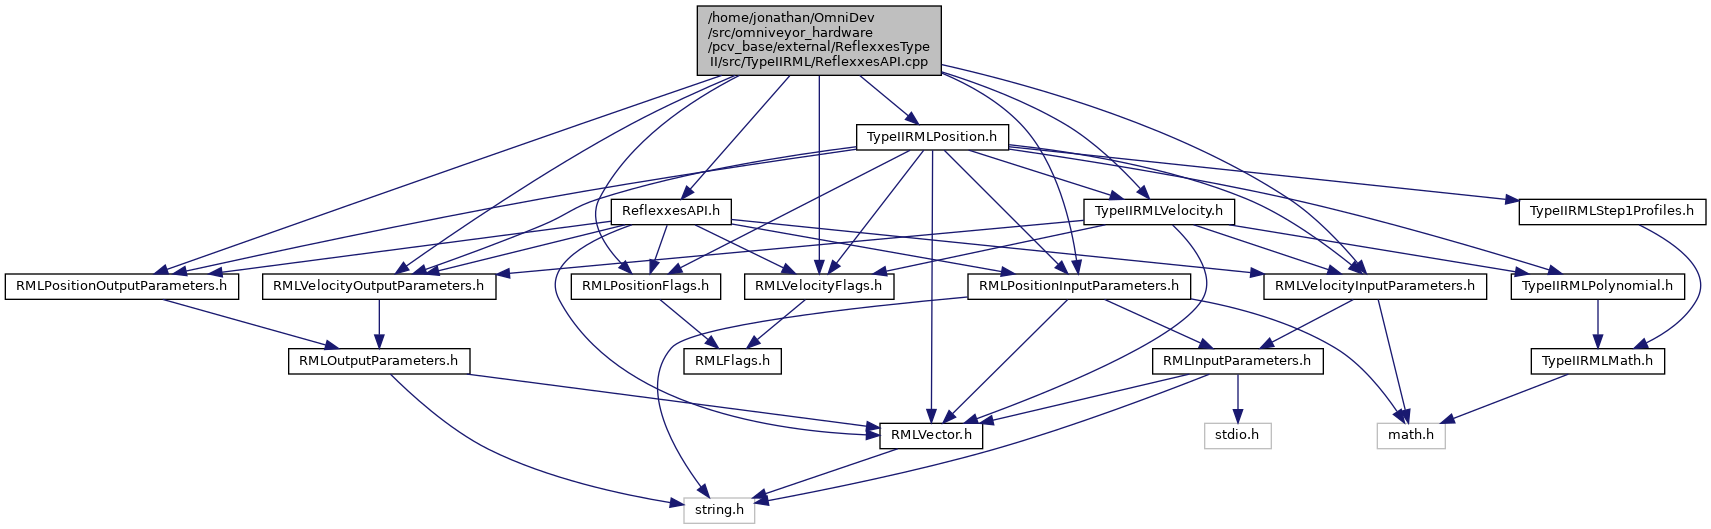 /home/jonathan/OmniDev
/src/omniveyor_hardware
/pcv_base/external/ReflexxesType
II/src/TypeIIRML/ReflexxesAPI.cpp
TypeIIRMLPosition.h
ReflexxesAPI.h
TypeIIRMLVelocity.h
TypeIIRMLStep1Profiles.h
RMLPositionOutputParameters.h
RMLVelocityOutputParameters.h
RMLPositionFlags.h
RMLVelocityFlags.h
RMLPositionInputParameters.h
RMLVelocityInputParameters.h
TypeIIRMLPolynomial.h
RMLOutputParameters.h
RMLFlags.h
RMLInputParameters.h
TypeIIRMLMath.h
RMLVector.h
stdio.h
math.h
string.h